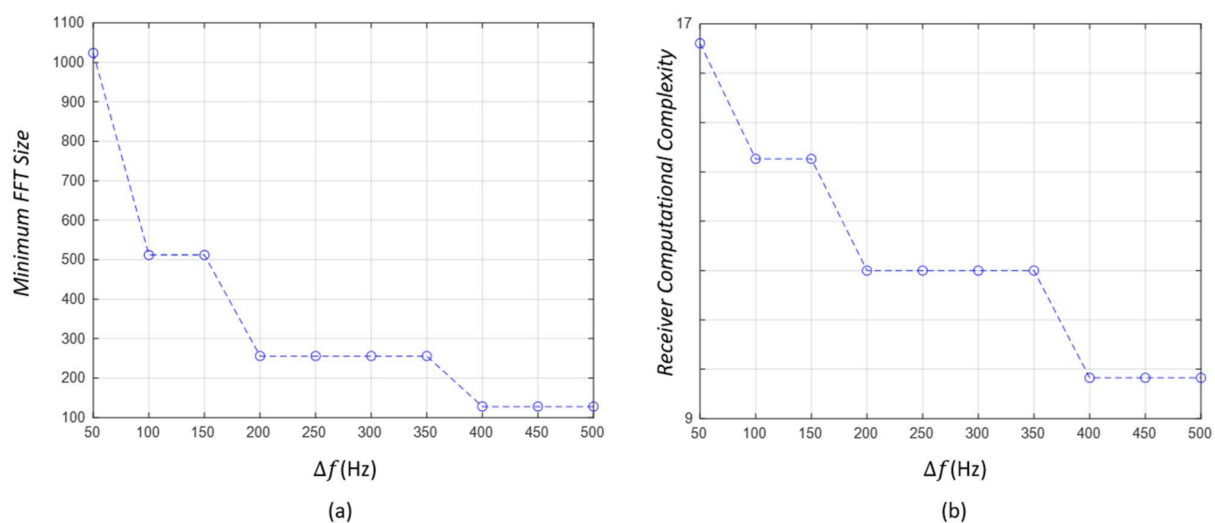 1100
1000
900
800
700
600
500
400
300
200
100
50 100 150 200 250 300 350 400 450 500
Minimum FFT Size
Δf(Hz)
(a)
17
9
50 100 150 200 250 300 350 400 450 500
Receiver Computational Complexity
Δf(Hz)
(b)